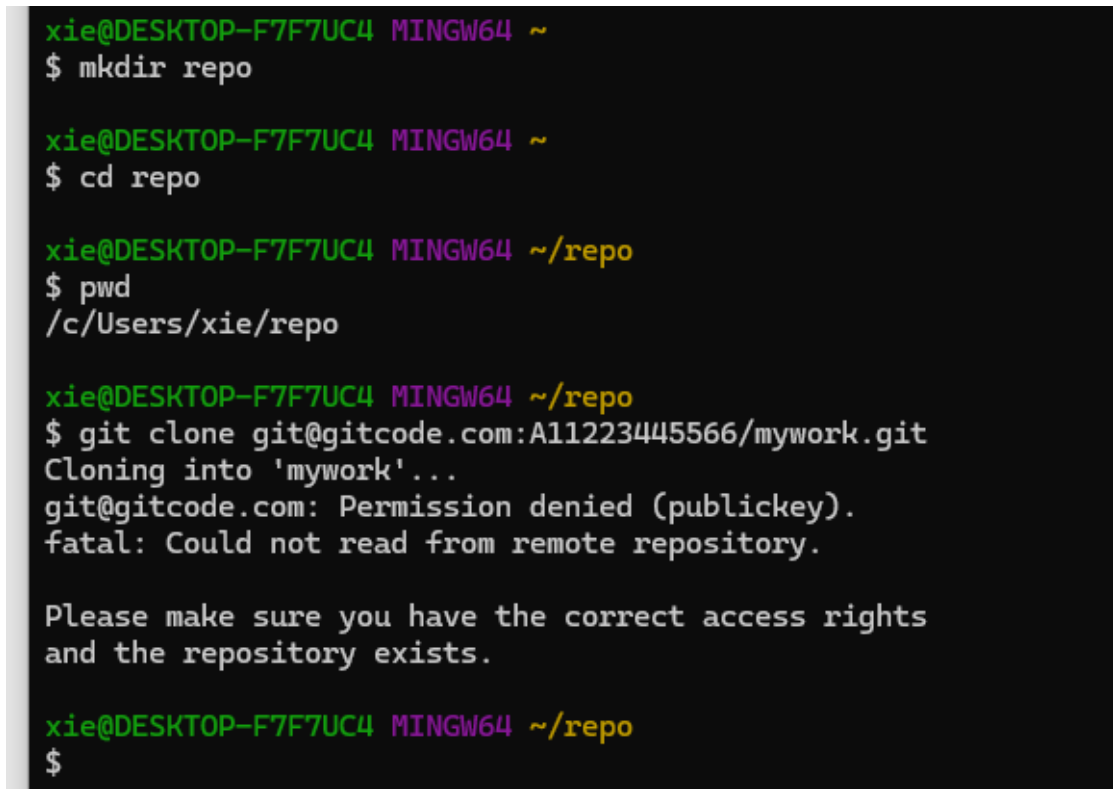 xie@DESKTOP-F7F7UC4 MINGW64 ~
$ mkdir repo
xie@DESKTOP-F7F7UC4 MINGW64 ~
$ cd repo
xie@DESKTOP-F7F7UC4 MINGW64 ~/repo
$ pwd
/c/Users/xie/repo
xie@DESKTOP-F7F7UC4 MINGW64 ~/repo
$ git clone git@gitcode.com:A11223445566/mywork.git
Cloning into 'mywork'...
git@gitcode.com: Permission denied (publickey).
fatal: Could not read from remote repository.
Please make sure you have the correct access rights
and the repository exists.
xie@DESKTOP-F7F7UC4 MINGW64 ~/repo
$